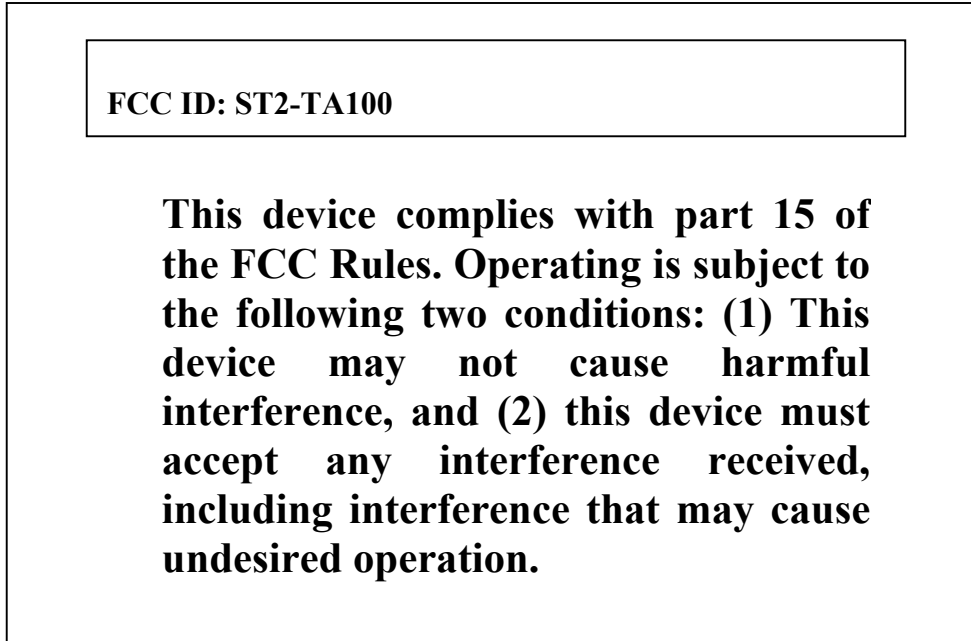 FCC ID: ST2-TA100
This device complies with part 15 of
the FCC Rules. Operating is subject to
the following two conditions: (1) This
device may not cause harmful
interference, and (2) this device must
accept any interference received,
including interference that may cause
undesired operation.